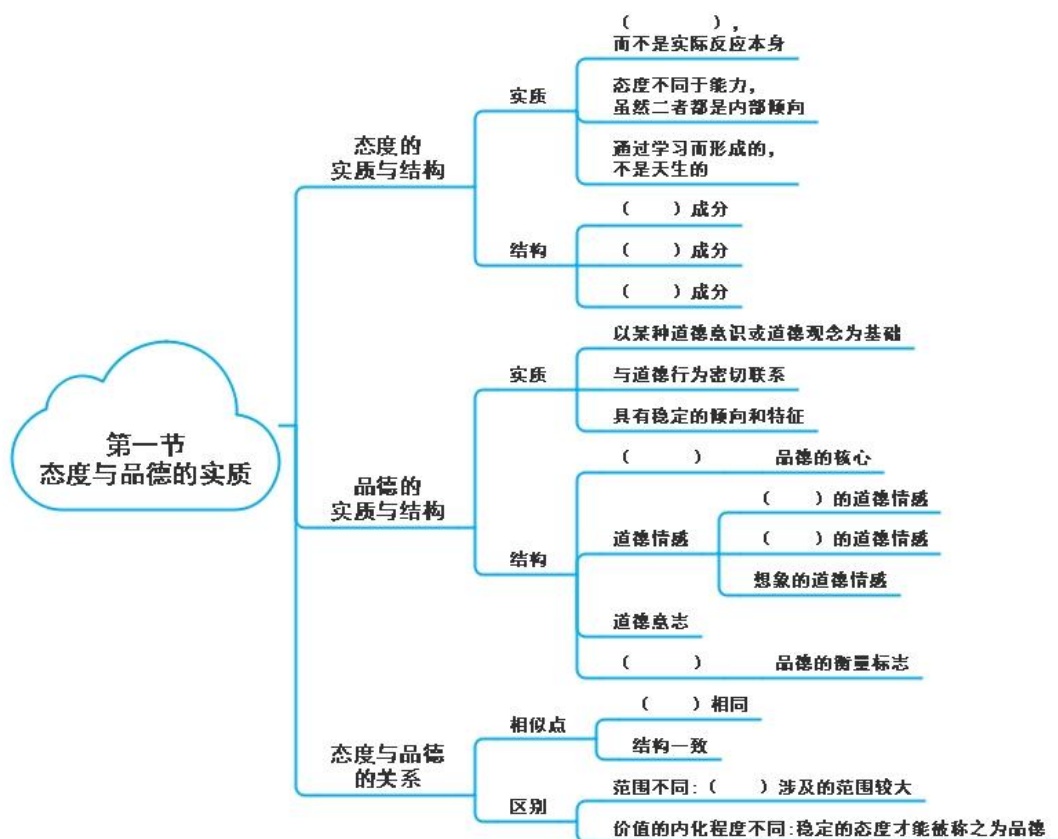 （　　　　），
而不是实际反应本身
实质
态度不同于能力，
虽然二者都是内部倾向
态度的
实质与结构
通过学习而形成的，
不是天生的
（　　）成分
结构
（　　）成分
（　　）成分
以某种道德意识或道德观念为基础
实质
与道德行为密切联系
具有稳定的倾向和特征
第一节
态度与品德的实质
（　　　）　　品德的核心
品德的
实质与结构
（　　）的道德情感
道德情感
（　　）的道德情感
结构
想象的道德情感
道德意志
（　　　）　　品德的衡量标志
（　　）相同
相似点
结构一致
态度与品德
的关系
范围不同：（　　）涉及的范围较大
区别
价值的内化程度不同：稳定的态度才能被称之为品德